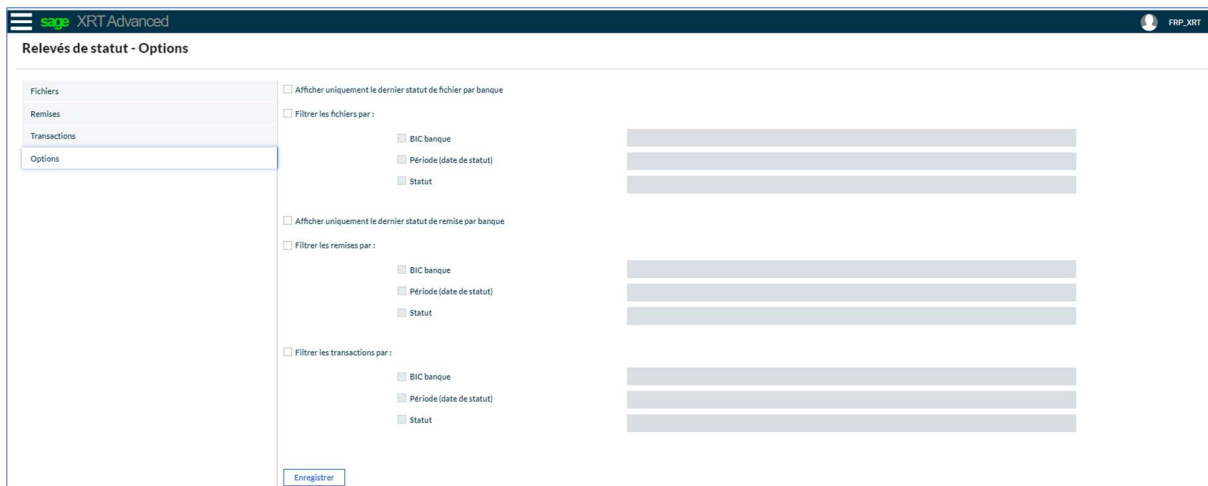 sage XRT Advanced
FRP_XRT
Relevés de statut - Options
Fichiers
Remises
Transactions
Options
Afficher uniquement le dernier statut de fichier par banque
Filtrer les fichiers par :
BIC banque
Période (date de statut)
Statut
Afficher uniquement le dernier statut de remise par banque
Filtrer les remises par :
BIC banque
Période (date de statut)
Statut
Filtrer les transactions par :
BIC banque
Période (date de statut)
Statut
Enregistrer